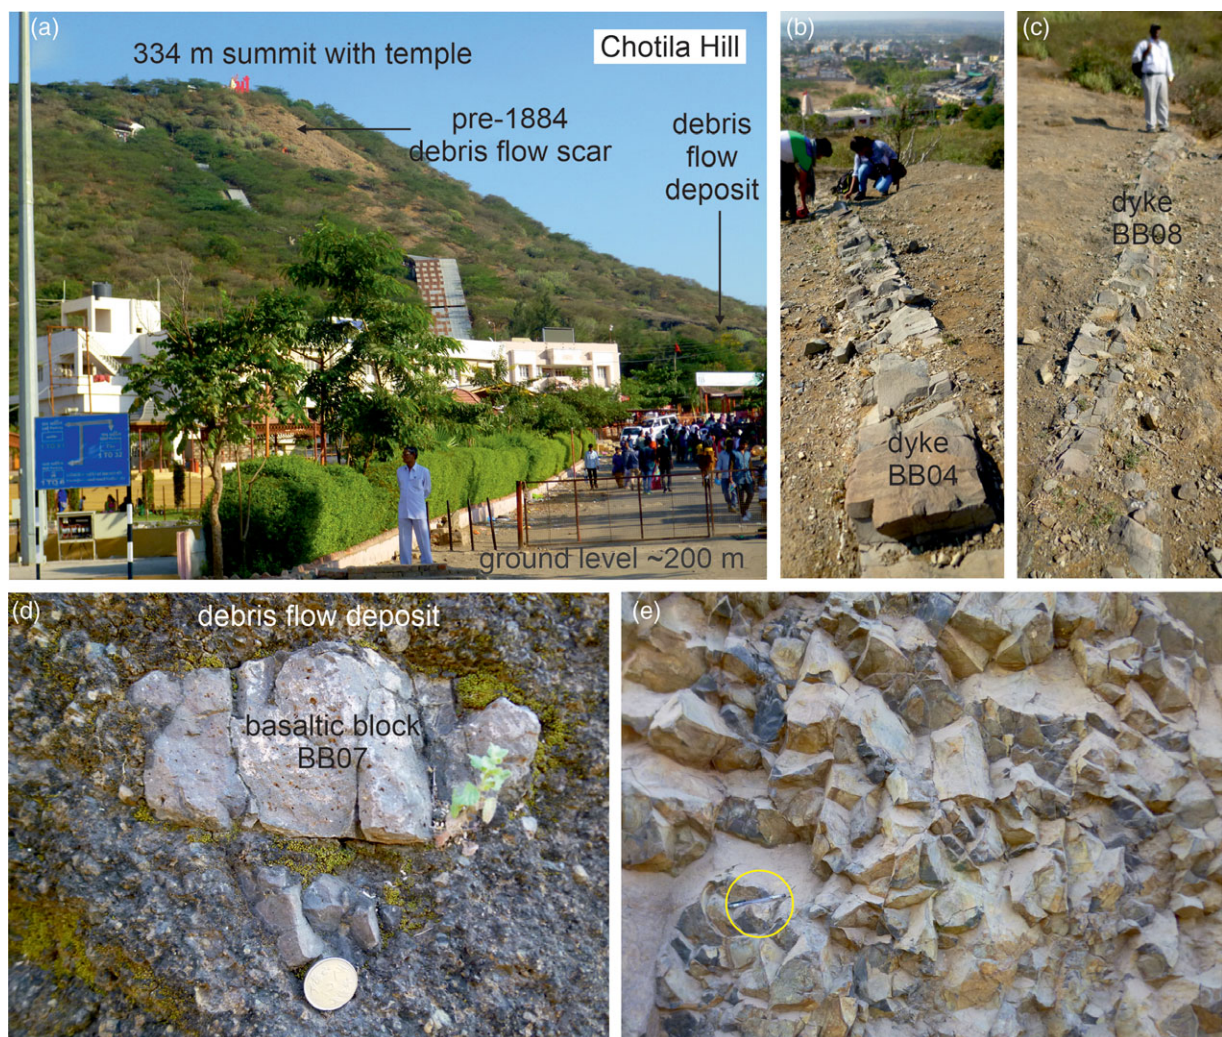 (a)
334 m summit with temple
Chotila Hill
pre-1884
debris flow scar
debris
flow
deposit
ground level ~200 m
(b)
dyke
BB04
(c)
dyke
BB08
(d)
debris flow deposit
basaltic block
BB07
(e)